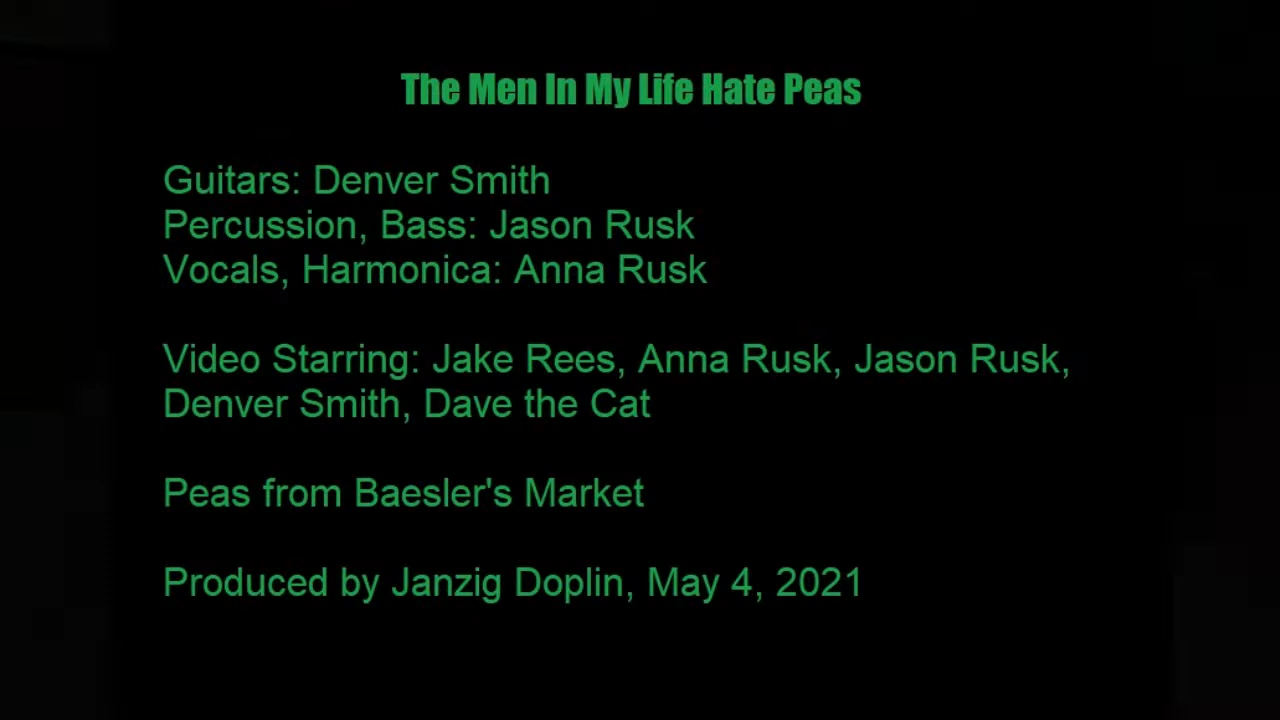 The Men In My Life Hate Peas
Guitars: Denver Smith
Percussion, Bass: Jason Rusk
Vocals, Harmonica: Anna Rusk
Video Starring: Jake Rees, Anna Rusk, Jason Rusk,
Denver Smith, Dave the Cat
Peas from Baesler's Market
Produced by Janzig Doplin, May 4, 2021